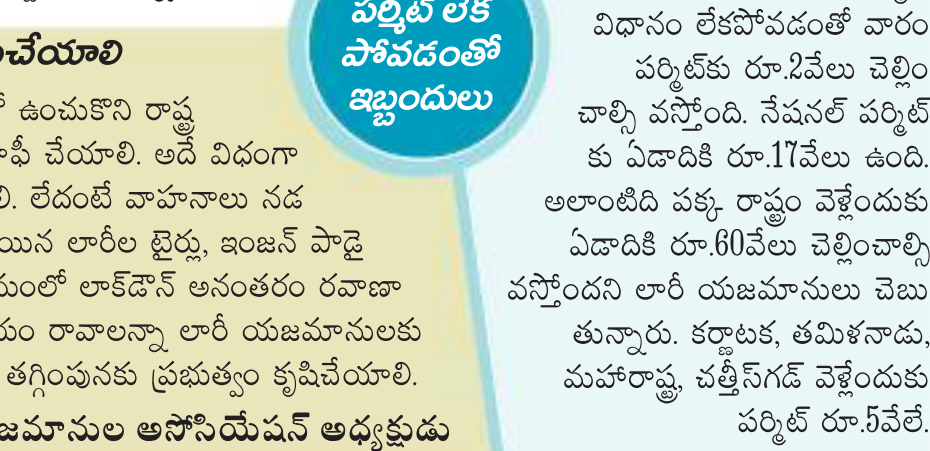 చేయాలి
ఉంచుకొని రాష్ట్ర
చేయాలి. అదే విధంగా
లేదంటే వాహనాలు నడ
లారీల టైర్లు, ఇంజన్ పాడై
లాక్‌డౌన్ అనంతరం రవాణా
రావాలన్నా లారీ యజమానులకు
తగ్గింపునకు ప్రభుత్వం కృషిచేయాలి.
జమానుల అసోసియేషన్ అధ్యక్షుడు
పర్మిట్ లేక
పోవడంతో
ఇబ్బందులు
విధానం లేకపోవడంతో వారం
పర్మిట్‌కు రూ.2వేలు చెల్లిం
చాల్సి వస్తోంది. నేషనల్ పర్మిట్
కు ఏడాదికి రూ.17వేలు ఉంది.
అలాంటిది పక్క రాష్ట్రం వెళ్లేందుకు
ఏడాదికి రూ.60వేలు చెల్లించాల్సి
వస్తోందని లారీ యజమానులు చెబు
తున్నారు. కర్ణాటక, తమిళనాడు,
మహారాష్ట్ర, చత్తీస్‌గడ్ వెళ్లేందుకు
పర్మిట్ రూ.5వేలే.